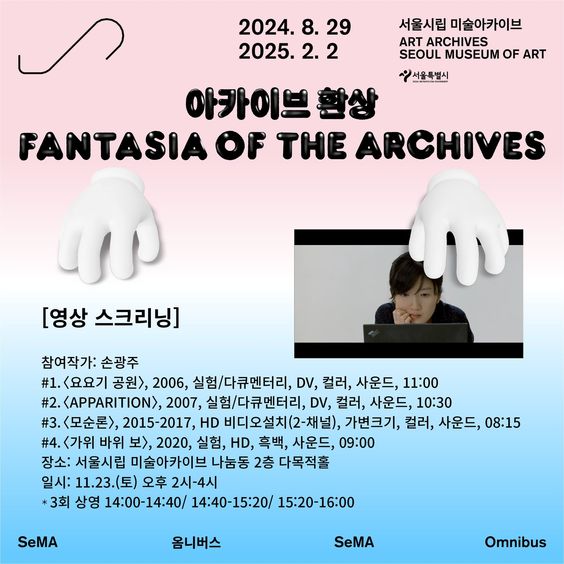 2024. 8. 29
2025. 2. 2
서울시립 미술아카이브
ART ARCHIVES
SEOUL MUSEUM OF ART
서울특별시
아카이브 환상
FANTASIA OF THE ARCHIVES
[영상 스크리닝]
참여작가: 손광주
#1.〈요요기 공원〉, 2006, 실험/다큐멘터리, DV, 컬러, 사운드, 11:00
#2.〈APPARITION〉, 2007, 실험/다큐멘터리, DV, 컬러, 사운드, 10:30
#3.〈모순론〉, 2015-2017, HD 비디오설치(2-채널), 가변크기, 컬러, 사운드, 08:15
#4.〈가위 바위 보〉, 2020, 실험, HD, 흑백, 사운드, 09:00
장소: 서울시립 미술아카이브 나눔동 2층 다목적홀
일시: 11.23.(토) 오후 2시-4시
* 3회 상영 14:00-14:40/ 14:40-15:20/ 15:20-16:00
SeMA 옴니버스 SeMA Omnibus